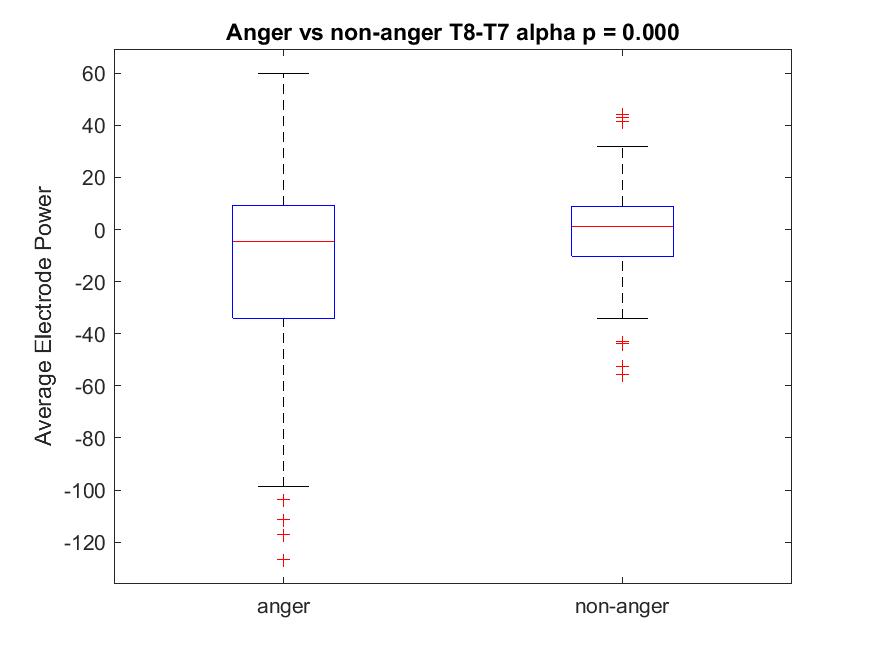 Anger vs non-anger T8-T7 alpha p = 0.000
Average Electrode Power
60
40
20
0
-20
-40
-60
-80
-100
-120
anger
non-anger